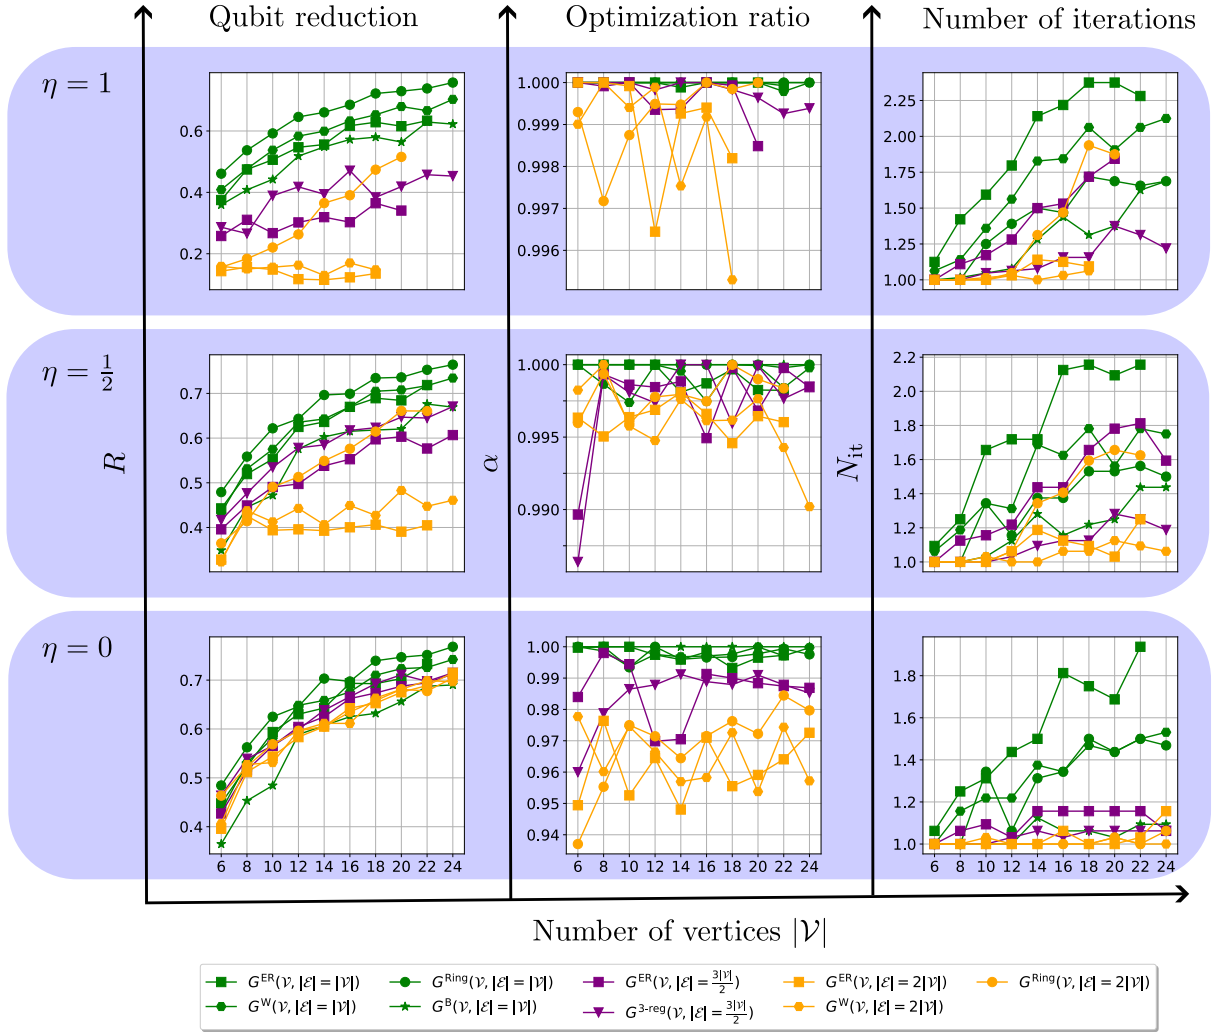 Qubit reduction
Optimization ratio
Number of iterations
η = 1
0.6
0.4
0.2
1.000
0.999
0.998
0.997
0.996
2.25
2.00
1.75
1.50
1.25
1.00
η = 1/2
R
0.7
0.6
0.5
0.4
α
1.000
0.995
0.990
N_it
2.2
2.0
1.8
1.6
1.4
1.2
1.0
η = 0
0.7
0.6
0.5
0.4
6 8 10 12 14 16 18 20 22 24
1.00
0.99
0.98
0.97
0.96
0.95
0.94
6 8 10 12 14 16 18 20 22 24
1.8
1.6
1.4
1.2
1.0
6 8 10 12 14 16 18 20 22 24
Number of vertices |𝒱|
G^ER(𝒱, |ℰ| = |𝒱|)
G^W(𝒱, |ℰ| = |𝒱|)
G^Ring(𝒱, |ℰ| = |𝒱|)
G^B(𝒱, |ℰ| = |𝒱|)
G^ER(𝒱, |ℰ| = 3|𝒱|/2)
G^3-reg(𝒱, |ℰ| = 3|𝒱|/2)
G^ER(𝒱, |ℰ| = 2|𝒱|)
G^W(𝒱, |ℰ| = 2|𝒱|)
G^Ring(𝒱, |ℰ| = 2|𝒱|)